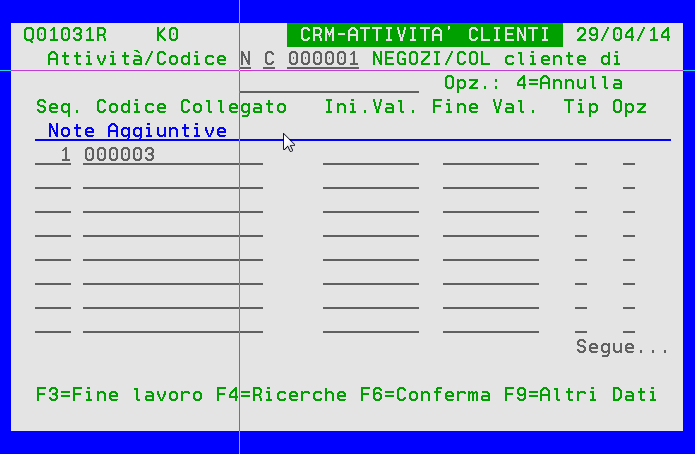 Q01031R K0 CRM-ATTIVITA' CLIENTI 29/04/14
Attività/Codice N C 000001 NEGOZI/COL cliente di
Opz.: 4=Annulla
Seq. Codice Collegato Ini.Val. Fine Val. Tip Opz
Note Aggiuntive
1 000003
Segue...
F3=Fine lavoro F4=Ricerche F6=Conferma F9=Altri Dati